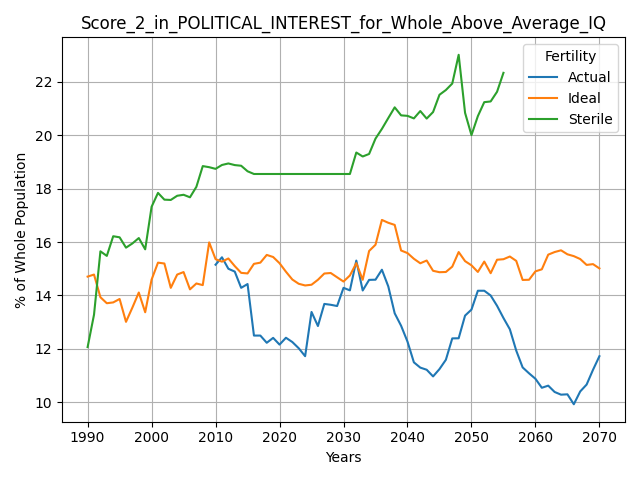 Score_2_in_POLITICAL_INTEREST_for_Whole_Above_Average_IQ
Fertility
Actual
Ideal
Sterile
% of Whole Population
22
20
18
16
14
12
10
1990 2000 2010 2020 2030 2040 2050 2060 2070
Years